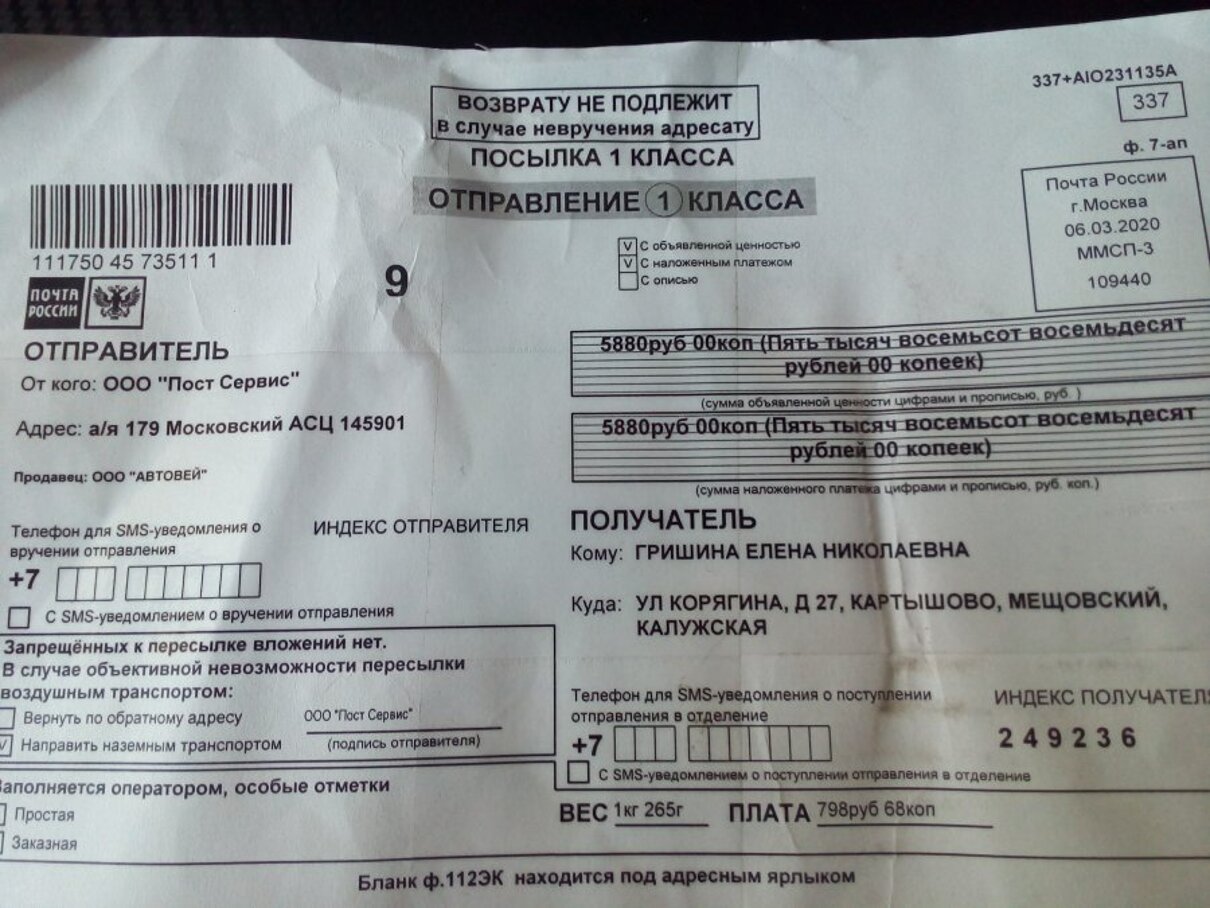 337+AIO231135A
337
ф. 7-ап
ВОЗВРАТУ НЕ ПОДЛЕЖИТ
в случае невручения адресату
ПОСЫЛКА 1 КЛАССА
ОТПРАВЛЕНИЕ 1 КЛАССА
Почта России
г.Москва
06.03.2020
ММСП-3
109440
V С объявленной ценностью
V С наложенным платежом
С описью
111750 45 73511 1
9
ПОЧТА
РОССИИ
ОТПРАВИТЕЛЬ
От кого: ООО "Пост Сервис"
Адрес: а/я 179 Московский АСЦ 145901
Продавец: ООО "АВТОВЕЙ"
Телефон для SMS-уведомления о
вручении отправления
ИНДЕКС ОТПРАВИТЕЛЯ
+7
С SMS-уведомлением о вручении отправления
Запрещённых к пересылке вложений нет.
В случае объективной невозможности пересылки
воздушным транспортом:
Вернуть по обратному адресу
ООО "Пост Сервис"
V Направить наземным транспортом
(подпись отправителя)
Заполняется оператором, особые отметки
Простая
Заказная
5880руб 00коп (Пять тысяч восемьсот восемьдесят
рублей 00 копеек)
(сумма объявленной ценности цифрами и прописью, руб. )
5880руб 00коп (Пять тысяч восемьсот восемьдесят
рублей 00 копеек)
(сумма наложенного платежа цифрами и прописью, руб. коп.)
ПОЛУЧАТЕЛЬ
Кому: ГРИШИНА ЕЛЕНА НИКОЛАЕВНА
Куда: УЛ КОРЯГИНА, Д 27, КАРТЫШОВО, МЕЩОВСКИЙ,
КАЛУЖСКАЯ
Телефон для SMS-уведомления о поступлении
отправления в отделение
ИНДЕКС ПОЛУЧАТЕЛЯ
+7
249236
С SMS-уведомлением о поступлении отправления в отделение
ВЕС 1кг 265г ПЛАТА 798руб 68коп
Бланк ф.112ЭК находится под адресным ярлыком